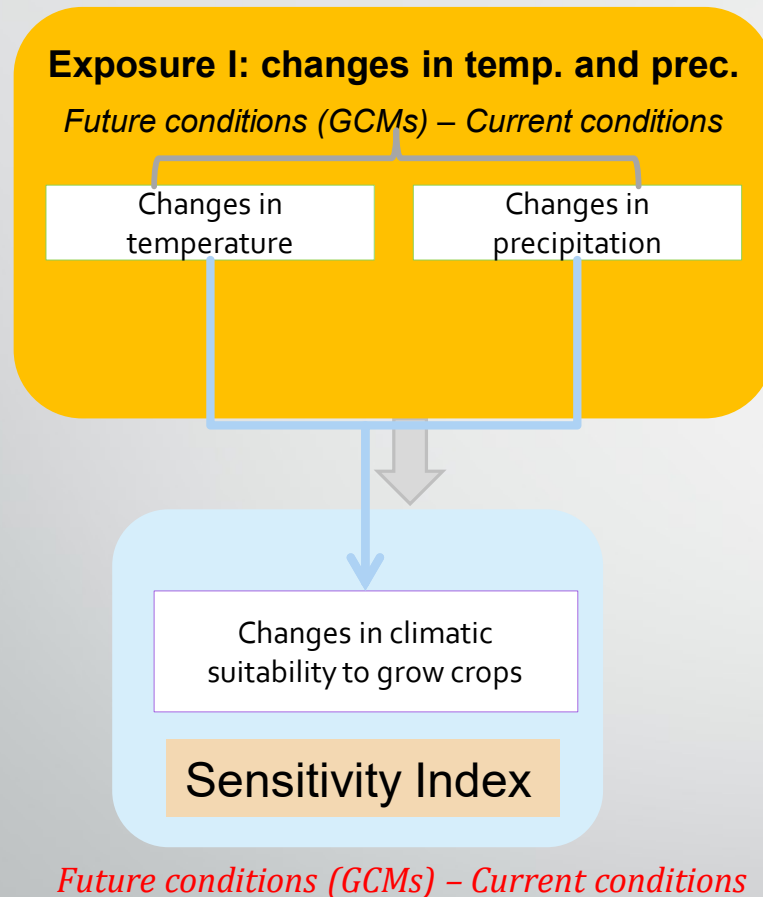 Exposure I: changes in temp. and prec.
Future conditions (GCMs) – Current conditions
Changes in
temperature
Changes in
precipitation
Changes in climatic
suitability to grow crops
Sensitivity Index
Future conditions (GCMs) – Current conditions